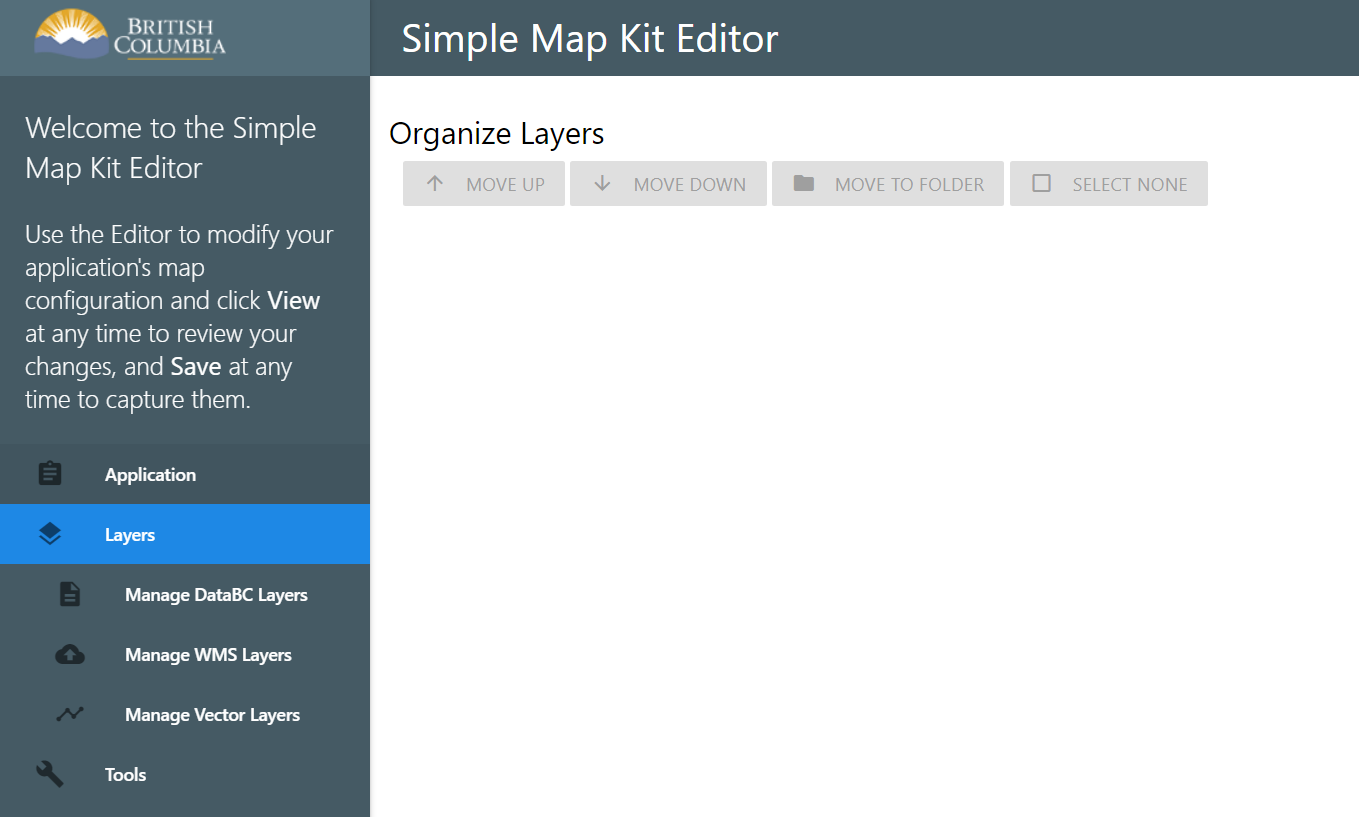 BRITISH
COLUMBIA
Simple Map Kit Editor
Welcome to the Simple
Map Kit Editor
Use the Editor to modify your
application's map
configuration and click View
at any time to review your
changes, and Save at any
time to capture them.
Application
Layers
Manage DataBC Layers
Manage WMS Layers
Manage Vector Layers
Tools
Organize Layers
MOVE UP MOVE DOWN MOVE TO FOLDER SELECT NONE